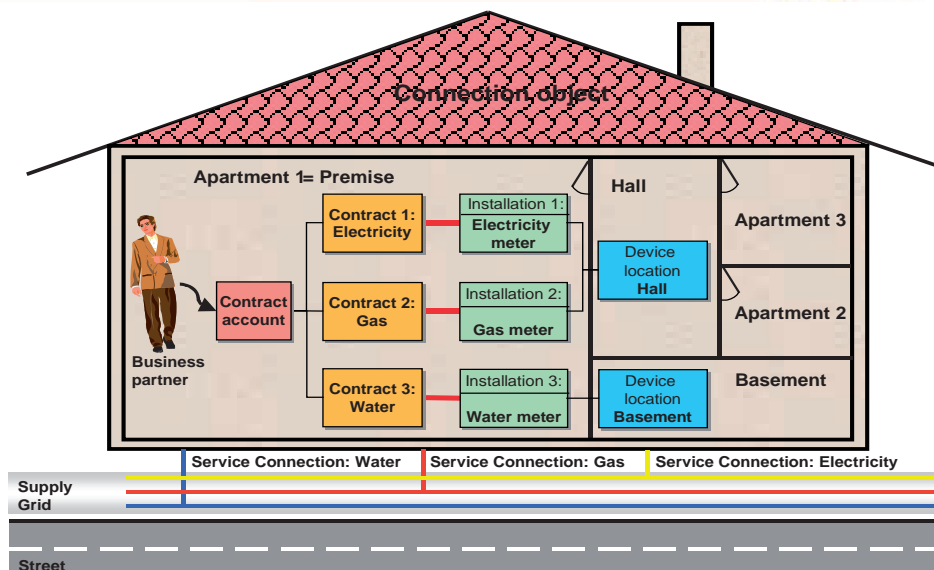 Connection object
Apartment 1= Premise
Hall
Contract 1:
Electricity
Installation 1:
Electricity
meter
Apartment 3
Device
location
Hall
Contract
account
Contract 2:
Gas
Installation 2:
Gas meter
Apartment 2
Business
partner
Contract 3:
Water
Installation 3:
Water meter
Device
location
Basement
Basement
Service Connection: Water
Service Connection: Gas
Service Connection: Electricity
Supply
Grid
Street